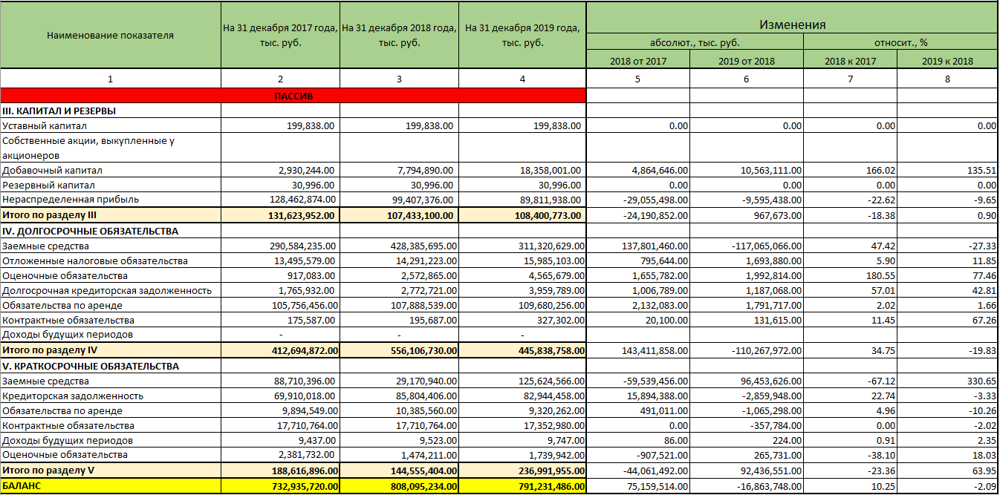 Наименование показателя На 31 декабря 2017 года, тыс. руб. На 31 декабря 2018 года, тыс. руб. На 31 декабря 2019 года, тыс. руб. Изменения
абсолют., тыс. руб. относит., %
2018 от 2017 2019 от 2018 2018 к 2017 2019 к 2018
1 2 3 4 5 6 7 8
ПАССИВ
III. КАПИТАЛ И РЕЗЕРВЫ
Уставный капитал 199,838.00 199,838.00 199,838.00 0.00 0.00 0.00 0.00
Собственные акции, выкупленные у
акционеров
Добавочный капитал 2,930,244.00 7,794,890.00 18,358,001.00 4,864,646.00 10,563,111.00 166.02 135.51
Резервный капитал 30,996.00 30,996.00 30,996.00 0.00 0.00 0.00 0.00
Нераспределенная прибыль 128,462,874.00 99,407,376.00 89,811,938.00 -29,055,498.00 -9,595,438.00 -22.62 -9.65
Итого по разделу III 131,623,952.00 107,433,100.00 108,400,773.00 -24,190,852.00 967,673.00 -18.38 0.90
IV. ДОЛГОСРОЧНЫЕ ОБЯЗАТЕЛЬСТВА
Заемные средства 290,584,235.00 428,385,695.00 311,320,629.00 137,801,460.00 -117,065,066.00 47.42 -27.33
Отложенные налоговые обязательства 13,495,579.00 14,291,223.00 15,985,103.00 795,644.00 1,693,880.00 5.90 11.85
Оценочные обязательства 917,083.00 2,572,865.00 4,565,679.00 1,655,782.00 1,992,814.00 180.55 77.46
Долгосрочная кредиторская задолженность 1,765,932.00 2,772,721.00 3,959,789.00 1,006,789.00 1,187,068.00 57.01 42.81
Обязательства по аренде 105,756,456.00 107,888,539.00 109,680,256.00 2,132,083.00 1,791,717.00 2.02 1.66
Контрактные обязательства 175,587.00 195,687.00 327,302.00 20,100.00 131,615.00 11.45 67.26
Доходы будущих периодов - - -
Итого по разделу IV 412,694,872.00 556,106,730.00 445,838,758.00 143,411,858.00 -110,267,972.00 34.75 -19.83
V. КРАТКОСРОЧНЫЕ ОБЯЗАТЕЛЬСТВА
Заемные средства 88,710,396.00 29,170,940.00 125,624,566.00 -59,539,456.00 96,453,626.00 -67.12 330.65
Кредиторская задолженность 69,910,018.00 85,804,406.00 82,944,458.00 15,894,388.00 -2,859,948.00 22.74 -3.33
Обязательства по аренде 9,894,549.00 10,385,560.00 9,320,262.00 491,011.00 -1,065,298.00 4.96 -10.26
Контрактные обязательства 17,710,764.00 17,710,764.00 17,352,980.00 0.00 -357,784.00 0.00 -2.02
Доходы будущих периодов 9,437.00 9,523.00 9,747.00 86.00 224.00 0.91 2.35
Оценочные обязательства 2,381,732.00 1,474,211.00 1,739,942.00 -907,521.00 265,731.00 -38.10 18.03
Итого по разделу V 188,616,896.00 144,555,404.00 236,991,955.00 -44,061,492.00 92,436,551.00 -23.36 63.95
БАЛАНС 732,935,720.00 808,095,234.00 791,231,486.00 75,159,514.00 -16,863,748.00 10.25 -2.09